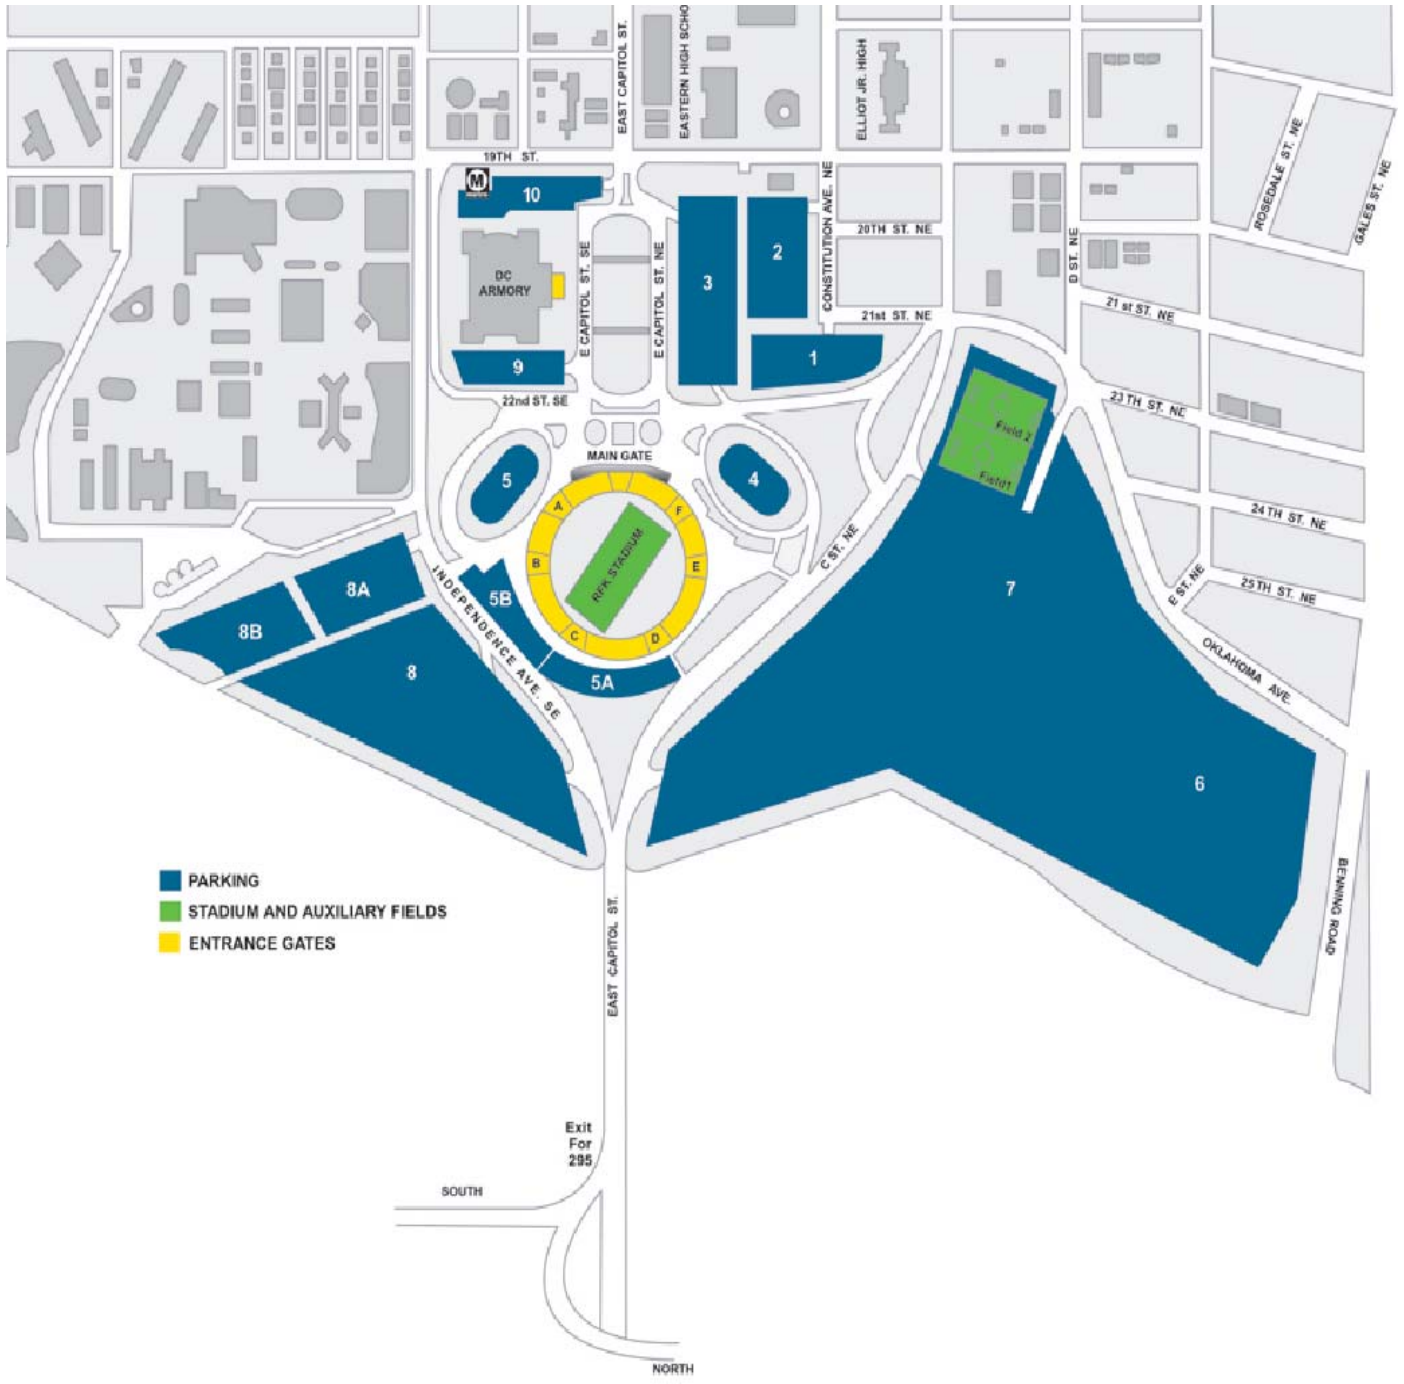 EAST CAPITOL ST.
EASTERN HIGH SCHO
ELLIOT JR. HIGH
ROSEDALE ST. NE
GALES ST. NE
19TH ST.
M
10
DC
ARMORY
E CAPITOL ST. SE
E CAPITOL ST. NE
3
2
CONSTITUTION AVE. NE
20TH ST. NE
D ST. NE
21st ST. NE
21 st ST. NE
1
9
22nd ST. SE
23 TH ST. NE
Field 2
Field1
MAIN GATE
5
4
A
F
B
E
C
D
RFK STADIUM
C ST. NE
24 TH ST. NE
25TH ST. NE
E ST. NE
OKLAHOMA AVE.
7
8A
8B
5B
INDEPENDENCE AVE. SE
8
5A
6
PARKING
STADIUM AND AUXILIARY FIELDS
ENTRANCE GATES
BENNING ROAD
EAST CAPITOL ST.
Exit
For
295
SOUTH
NORTH